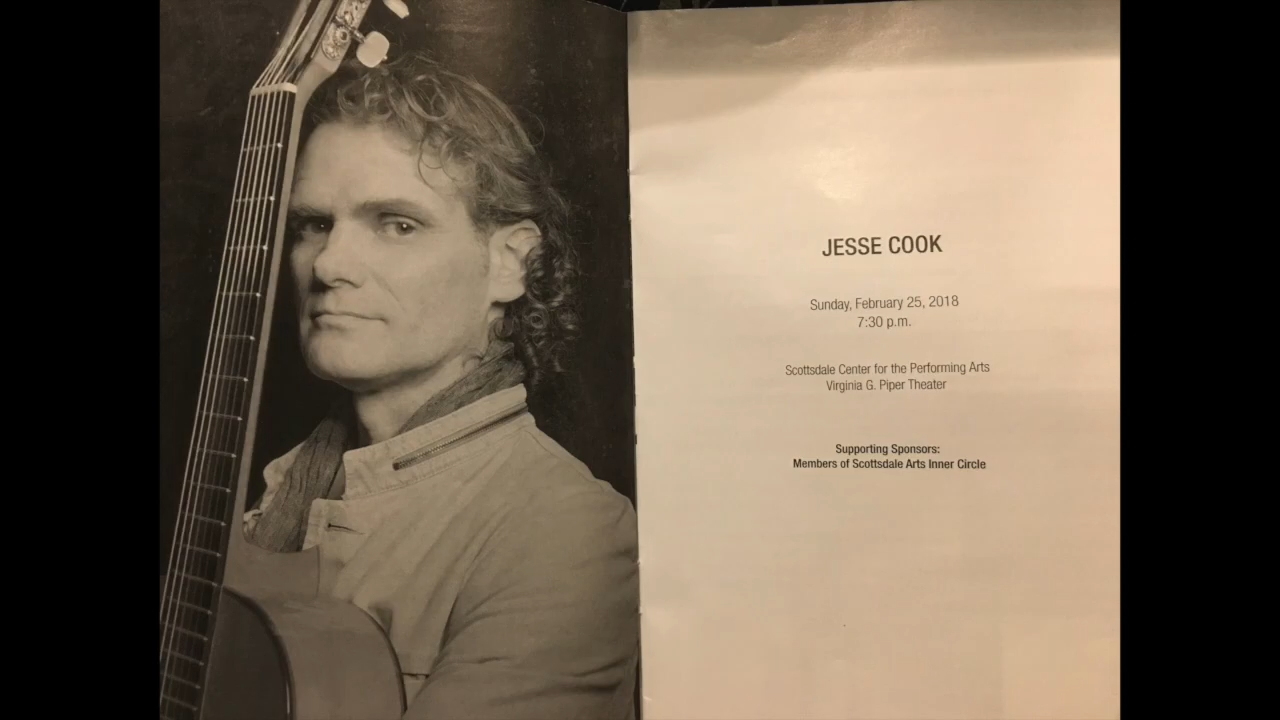 JESSE COOK
Sunday, February 25, 2018
7:30 p.m.
Scottsdale Center for the Performing Arts
Virginia G. Piper Theater
Supporting Sponsors:
Members of Scottsdale Arts Inner Circle